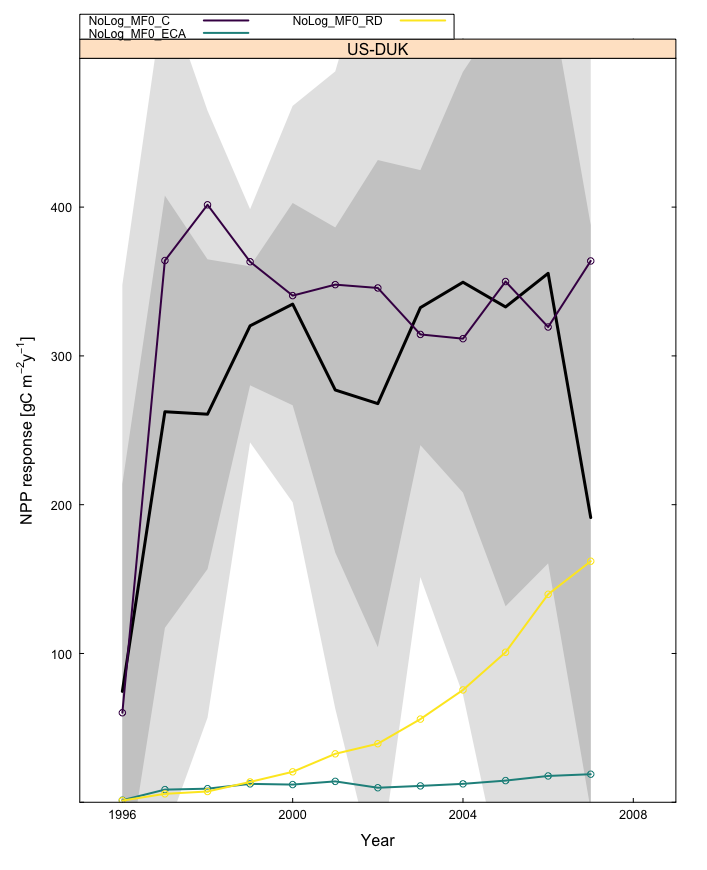 NoLog_MF0_C NoLog_MF0_RD
NoLog_MF0_ECA
US-DUK
400
300
200
100
NPP response [gC m⁻²y⁻¹]
1996 2000 2004 2008
Year